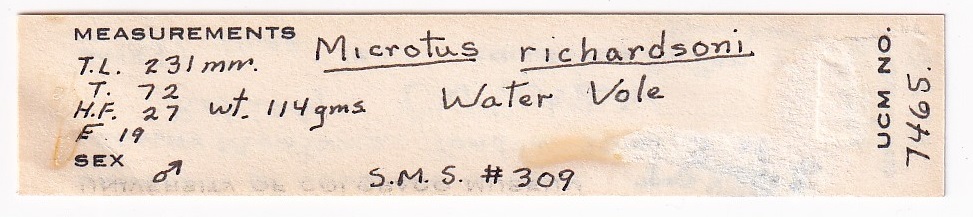 MEASUREMENTS
T.L. 231 mm.
T. 72
H.F. 27 wt. 114 gms
E 19
SEX ♂
Microtus richardsoni.
Water Vole
S.M.S. # 309
UCM NO.
7465.